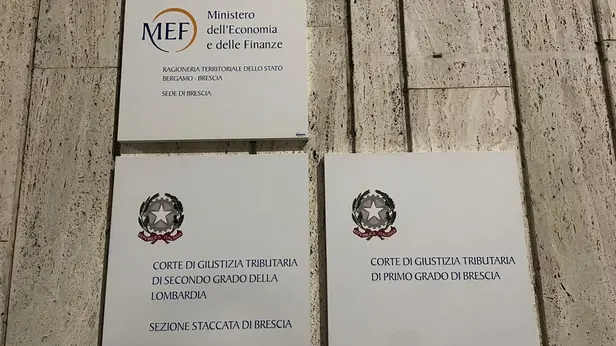 MEF
Ministero
dell'Economia
e delle Finanze
RAGIONERIA TERRITORIALE DELLO STATO
BERGAMO - BRESCIA
SEDE DI BRESCIA
CORTE DI GIUSTIZIA TRIBUTARIA
DI SECONDO GRADO DELLA
LOMBARDIA
SEZIONE STACCATA DI BRESCIA
CORTE DI GIUSTIZIA TRIBUTARIA
DI PRIMO GRADO DI BRESCIA